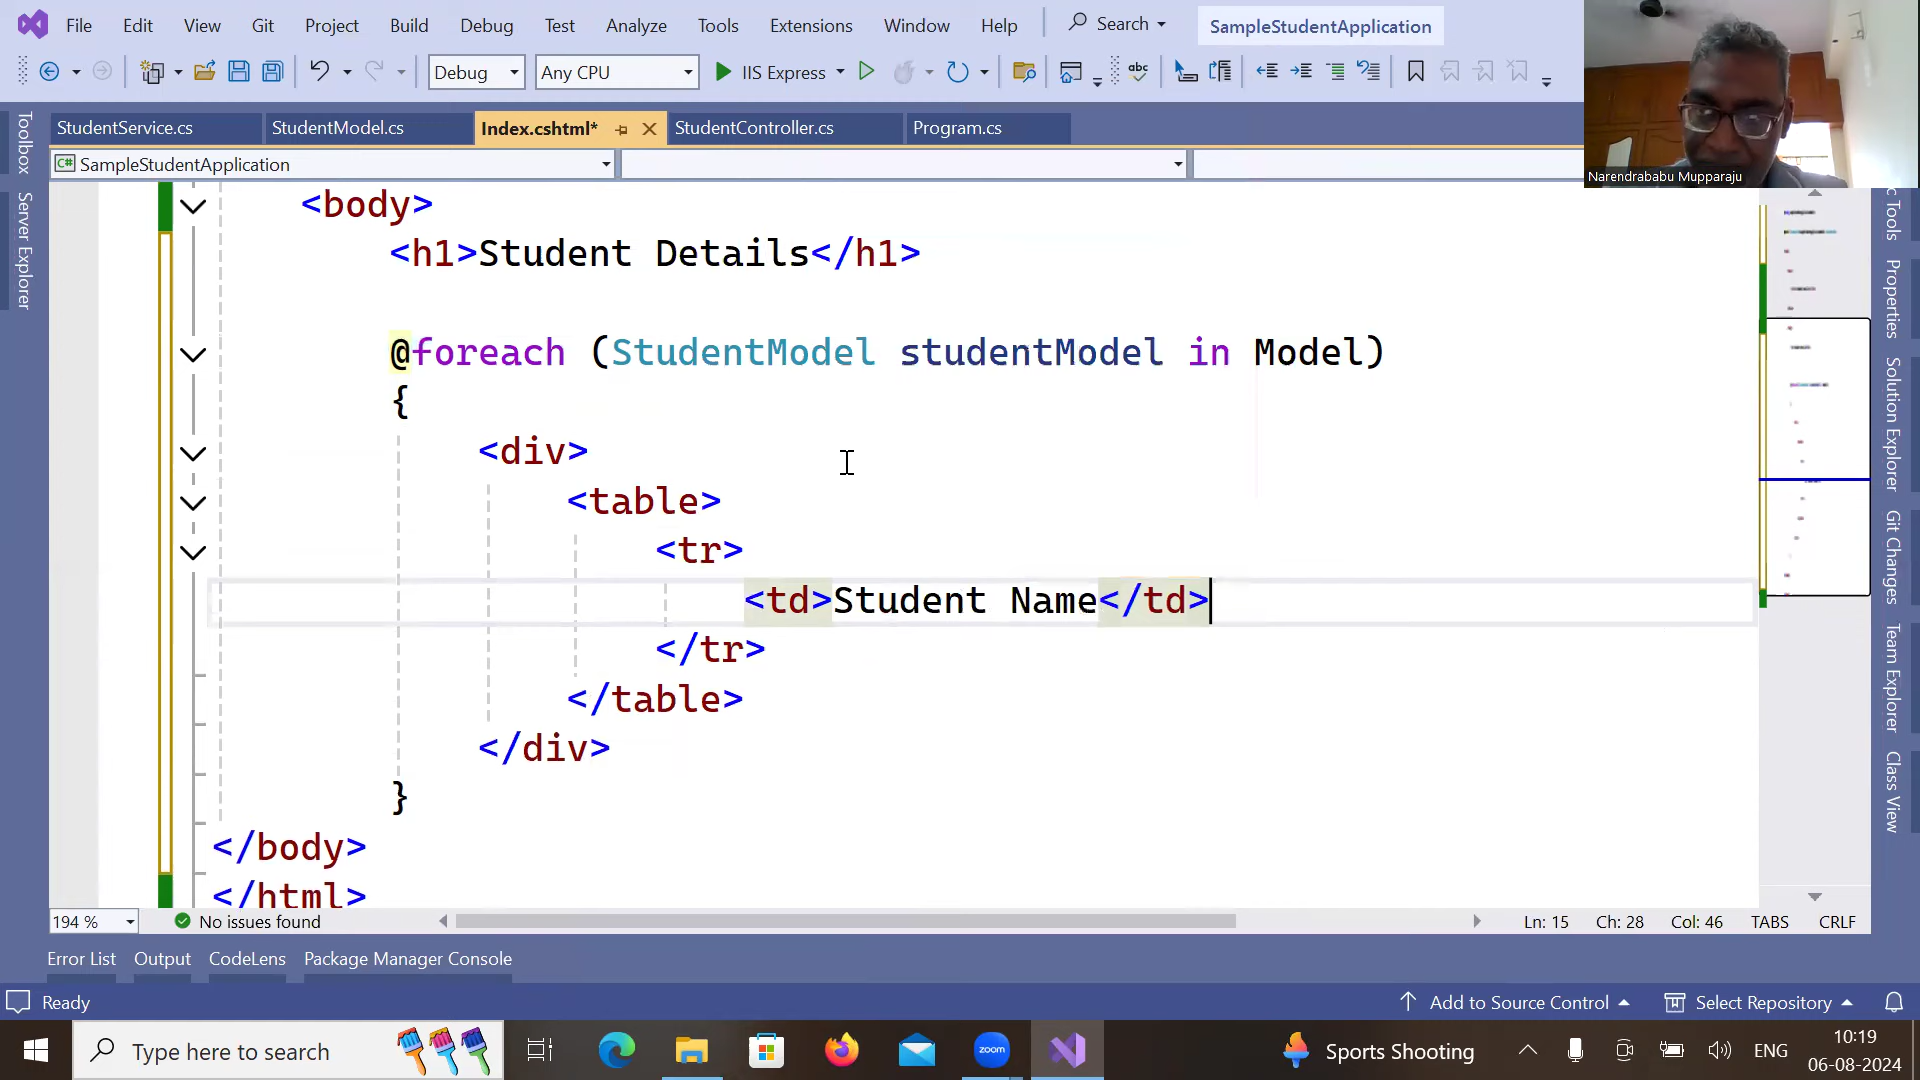 File Edit View Git Project Build Debug Test Analyze Tools Extensions Window Help Search SampleStudentApplication
Debug Any CPU IIS Express abc
StudentService.cs StudentModel.cs Index.cshtml* StudentController.cs Program.cs
C# SampleStudentApplication
Narendrababu Mupparaju
Toolbox
Server Explorer
<body>
<h1>Student Details</h1>
@foreach (StudentModel studentModel in Model)
{
<div>
<table>
<tr>
<td>Student Name</td>
</tr>
</table>
</div>
}
</body>
</html>
c Tools
Properties
Solution Explorer
Git Changes
Team Explorer
Class View
194 % No issues found Ln: 15 Ch: 28 Col: 46 TABS CRLF
Error List Output CodeLens Package Manager Console
Ready Add to Source Control Select Repository
Type here to search zoom Sports Shooting ENG 10:19
06-08-2024